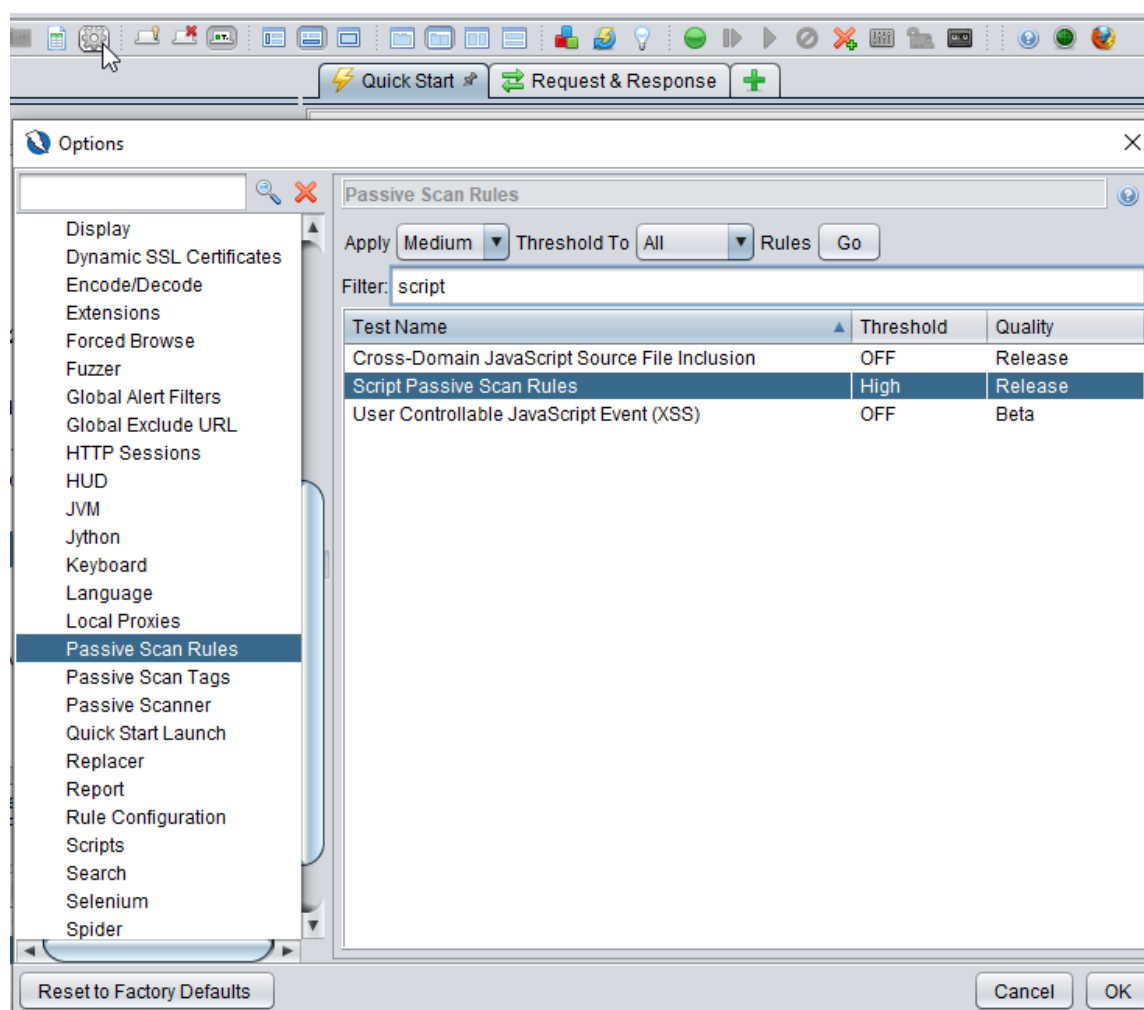 Quick Start
Request & Response
Options
Display
Dynamic SSL Certificates
Encode/Decode
Extensions
Forced Browse
Fuzzer
Global Alert Filters
Global Exclude URL
HTTP Sessions
HUD
JVM
Jython
Keyboard
Language
Local Proxies
Passive Scan Rules
Passive Scan Tags
Passive Scanner
Quick Start Launch
Replacer
Report
Rule Configuration
Scripts
Search
Selenium
Spider
Passive Scan Rules
Apply Medium Threshold To All Rules Go
Filter: script
Test Name Threshold Quality
Cross-Domain JavaScript Source File Inclusion OFF Release
Script Passive Scan Rules High Release
User Controllable JavaScript Event (XSS) OFF Beta
Reset to Factory Defaults
Cancel
OK